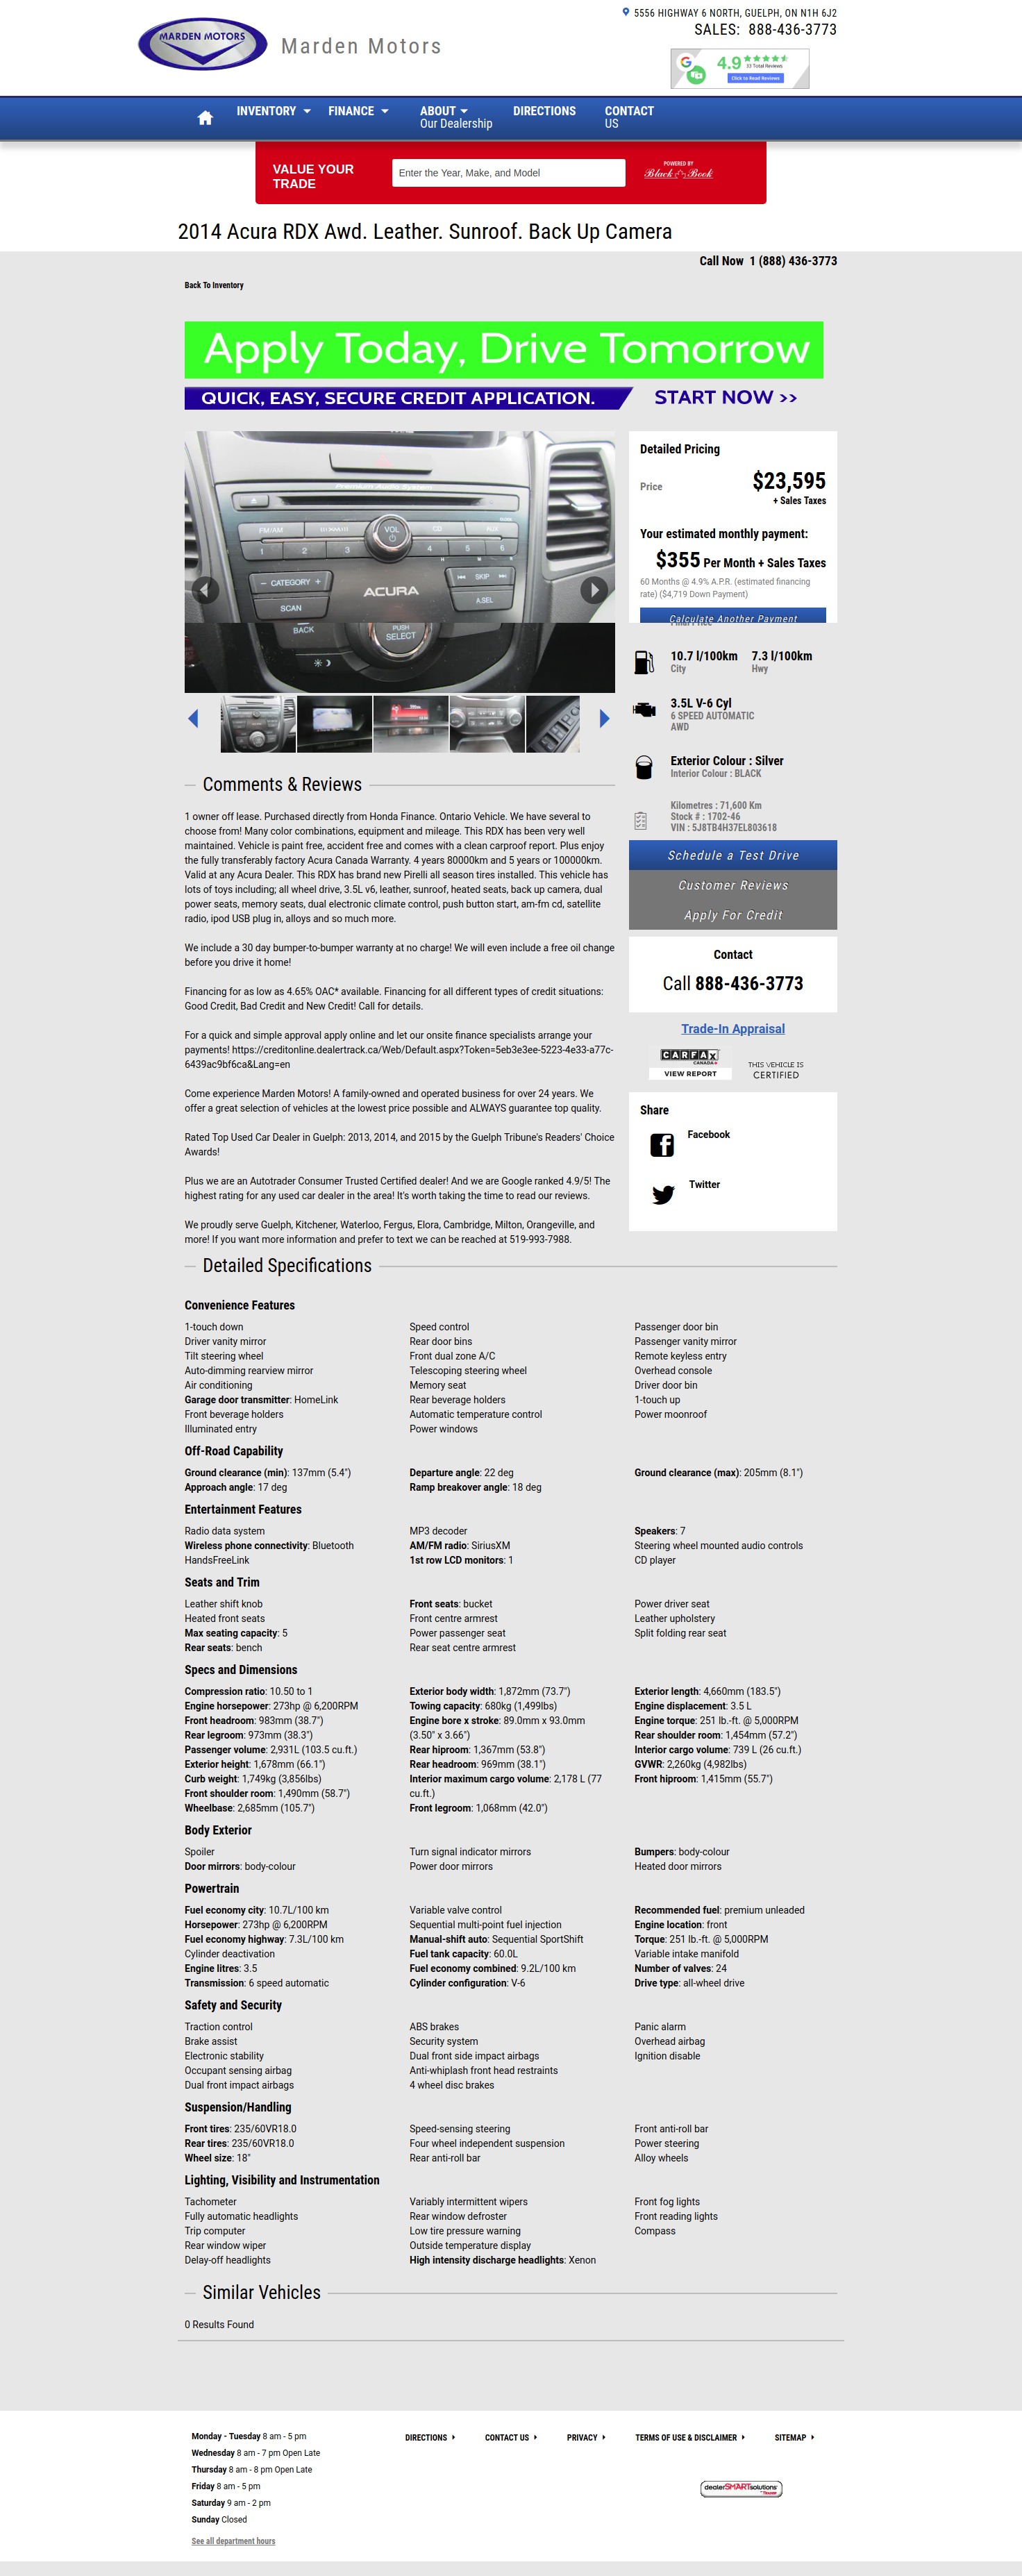 MARDEN MOTORS
Marden Motors
5556 HIGHWAY 6 NORTH, GUELPH, ON N1H 6J2
SALES: 888-436-3773
4.9
33 Total Reviews
Click to Read Reviews
INVENTORY
FINANCE
ABOUT
Our Dealership
DIRECTIONS
CONTACT
US
VALUE YOUR
TRADE
Enter the Year, Make, and Model
POWERED BY
Black Book
2014 Acura RDX Awd. Leather. Sunroof. Back Up Camera
Call Now 1 (888) 436-3773
Back To Inventory
Apply Today, Drive Tomorrow
QUICK, EASY, SECURE CREDIT APPLICATION. START NOW >>
Premium Audio System
FM/AM
CD
AUX
VOL
1 2 3 4 5 6
CATEGORY +
SKIP
ACURA
SCAN
A.SEL
BACK
PUSH
SELECT
Detailed Pricing
Price
$23,595
+ Sales Taxes
Your estimated monthly payment:
$355 Per Month + Sales Taxes
60 Months @ 4.9% A.P.R. (estimated financing
rate) ($4,719 Down Payment)
Calculate Another Payment
10.7 l/100km 7.3 l/100km
City Hwy
3.5L V-6 Cyl
6 SPEED AUTOMATIC
AWD
Exterior Colour : Silver
Interior Colour : BLACK
Kilometres : 71,600 Km
Stock # : 1702-46
VIN : 5J8TB4H37EL803618
Schedule a Test Drive
Customer Reviews
Apply For Credit
Contact
Call 888-436-3773
Trade-In Appraisal
CARFAX
CANADA
VIEW REPORT
THIS VEHICLE IS
CERTIFIED
Share
Facebook
Twitter
Comments & Reviews
1 owner off lease. Purchased directly from Honda Finance. Ontario Vehicle. We have several to
choose from! Many color combinations, equipment and mileage. This RDX has been very well
maintained. Vehicle is paint free, accident free and comes with a clean carproof report. Plus enjoy
the fully transferably factory Acura Canada Warranty. 4 years 80000km and 5 years or 100000km.
Valid at any Acura Dealer. This RDX has brand new Pirelli all season tires installed. This vehicle has
lots of toys including; all wheel drive, 3.5L v6, leather, sunroof, heated seats, back up camera, dual
power seats, memory seats, dual electronic climate control, push button start, am-fm cd, satellite
radio, ipod USB plug in, alloys and so much more.
We include a 30 day bumper-to-bumper warranty at no charge! We will even include a free oil change
before you drive it home!
Financing for as low as 4.65% OAC* available. Financing for all different types of credit situations:
Good Credit, Bad Credit and New Credit! Call for details.
For a quick and simple approval apply online and let our onsite finance specialists arrange your
payments! https://creditonline.dealertrack.ca/Web/Default.aspx?Token=5eb3e3ee-5223-4e33-a77c-
6439ac9bf6ca&Lang=en
Come experience Marden Motors! A family-owned and operated business for over 24 years. We
offer a great selection of vehicles at the lowest price possible and ALWAYS guarantee top quality.
Rated Top Used Car Dealer in Guelph: 2013, 2014, and 2015 by the Guelph Tribune's Readers' Choice
Awards!
Plus we are an Autotrader Consumer Trusted Certified dealer! And we are Google ranked 4.9/5! The
highest rating for any used car dealer in the area! It's worth taking the time to read our reviews.
We proudly serve Guelph, Kitchener, Waterloo, Fergus, Elora, Cambridge, Milton, Orangeville, and
more! If you want more information and prefer to text we can be reached at 519-993-7988.
Detailed Specifications
Convenience Features
1-touch down Speed control Passenger door bin
Driver vanity mirror Rear door bins Passenger vanity mirror
Tilt steering wheel Front dual zone A/C Remote keyless entry
Auto-dimming rearview mirror Telescoping steering wheel Overhead console
Air conditioning Memory seat Driver door bin
Garage door transmitter: HomeLink Rear beverage holders 1-touch up
Front beverage holders Automatic temperature control Power moonroof
Illuminated entry Power windows
Off-Road Capability
Ground clearance (min): 137mm (5.4") Departure angle: 22 deg Ground clearance (max): 205mm (8.1")
Approach angle: 17 deg Ramp breakover angle: 18 deg
Entertainment Features
Radio data system MP3 decoder Speakers: 7
Wireless phone connectivity: Bluetooth AM/FM radio: SiriusXM Steering wheel mounted audio controls
HandsFreeLink 1st row LCD monitors: 1 CD player
Seats and Trim
Leather shift knob Front seats: bucket Power driver seat
Heated front seats Front centre armrest Leather upholstery
Max seating capacity: 5 Power passenger seat Split folding rear seat
Rear seats: bench Rear seat centre armrest
Specs and Dimensions
Compression ratio: 10.50 to 1 Exterior body width: 1,872mm (73.7") Exterior length: 4,660mm (183.5")
Engine horsepower: 273hp @ 6,200RPM Towing capacity: 680kg (1,499lbs) Engine displacement: 3.5 L
Front headroom: 983mm (38.7") Engine bore x stroke: 89.0mm x 93.0mm Engine torque: 251 lb.-ft. @ 5,000RPM
Rear legroom: 973mm (38.3") (3.50" x 3.66") Rear shoulder room: 1,454mm (57.2")
Passenger volume: 2,931L (103.5 cu.ft.) Rear hiproom: 1,367mm (53.8") Interior cargo volume: 739 L (26 cu.ft.)
Exterior height: 1,678mm (66.1") Rear headroom: 969mm (38.1") GVWR: 2,260kg (4,982lbs)
Curb weight: 1,749kg (3,856lbs) Interior maximum cargo volume: 2,178 L (77 Front hiproom: 1,415mm (55.7")
Front shoulder room: 1,490mm (58.7") cu.ft.)
Wheelbase: 2,685mm (105.7") Front legroom: 1,068mm (42.0")
Body Exterior
Spoiler Turn signal indicator mirrors Bumpers: body-colour
Door mirrors: body-colour Power door mirrors Heated door mirrors
Powertrain
Fuel economy city: 10.7L/100 km Variable valve control Recommended fuel: premium unleaded
Horsepower: 273hp @ 6,200RPM Sequential multi-point fuel injection Engine location: front
Fuel economy highway: 7.3L/100 km Manual-shift auto: Sequential SportShift Torque: 251 lb.-ft. @ 5,000RPM
Cylinder deactivation Fuel tank capacity: 60.0L Variable intake manifold
Engine litres: 3.5 Fuel economy combined: 9.2L/100 km Number of valves: 24
Transmission: 6 speed automatic Cylinder configuration: V-6 Drive type: all-wheel drive
Safety and Security
Traction control ABS brakes Panic alarm
Brake assist Security system Overhead airbag
Electronic stability Dual front side impact airbags Ignition disable
Occupant sensing airbag Anti-whiplash front head restraints
Dual front impact airbags 4 wheel disc brakes
Suspension/Handling
Front tires: 235/60VR18.0 Speed-sensing steering Front anti-roll bar
Rear tires: 235/60VR18.0 Four wheel independent suspension Power steering
Wheel size: 18" Rear anti-roll bar Alloy wheels
Lighting, Visibility and Instrumentation
Tachometer Variably intermittent wipers Front fog lights
Fully automatic headlights Rear window defroster Front reading lights
Trip computer Low tire pressure warning Compass
Rear window wiper Outside temperature display
Delay-off headlights High intensity discharge headlights: Xenon
Similar Vehicles
0 Results Found
Monday - Tuesday 8 am - 5 pm
Wednesday 8 am - 7 pm Open Late
Thursday 8 am - 8 pm Open Late
Friday 8 am - 5 pm
Saturday 9 am - 2 pm
Sunday Closed
See all department hours
DIRECTIONS CONTACT US PRIVACY TERMS OF USE & DISCLAIMER SITEMAP
dealerSMARTsolutions